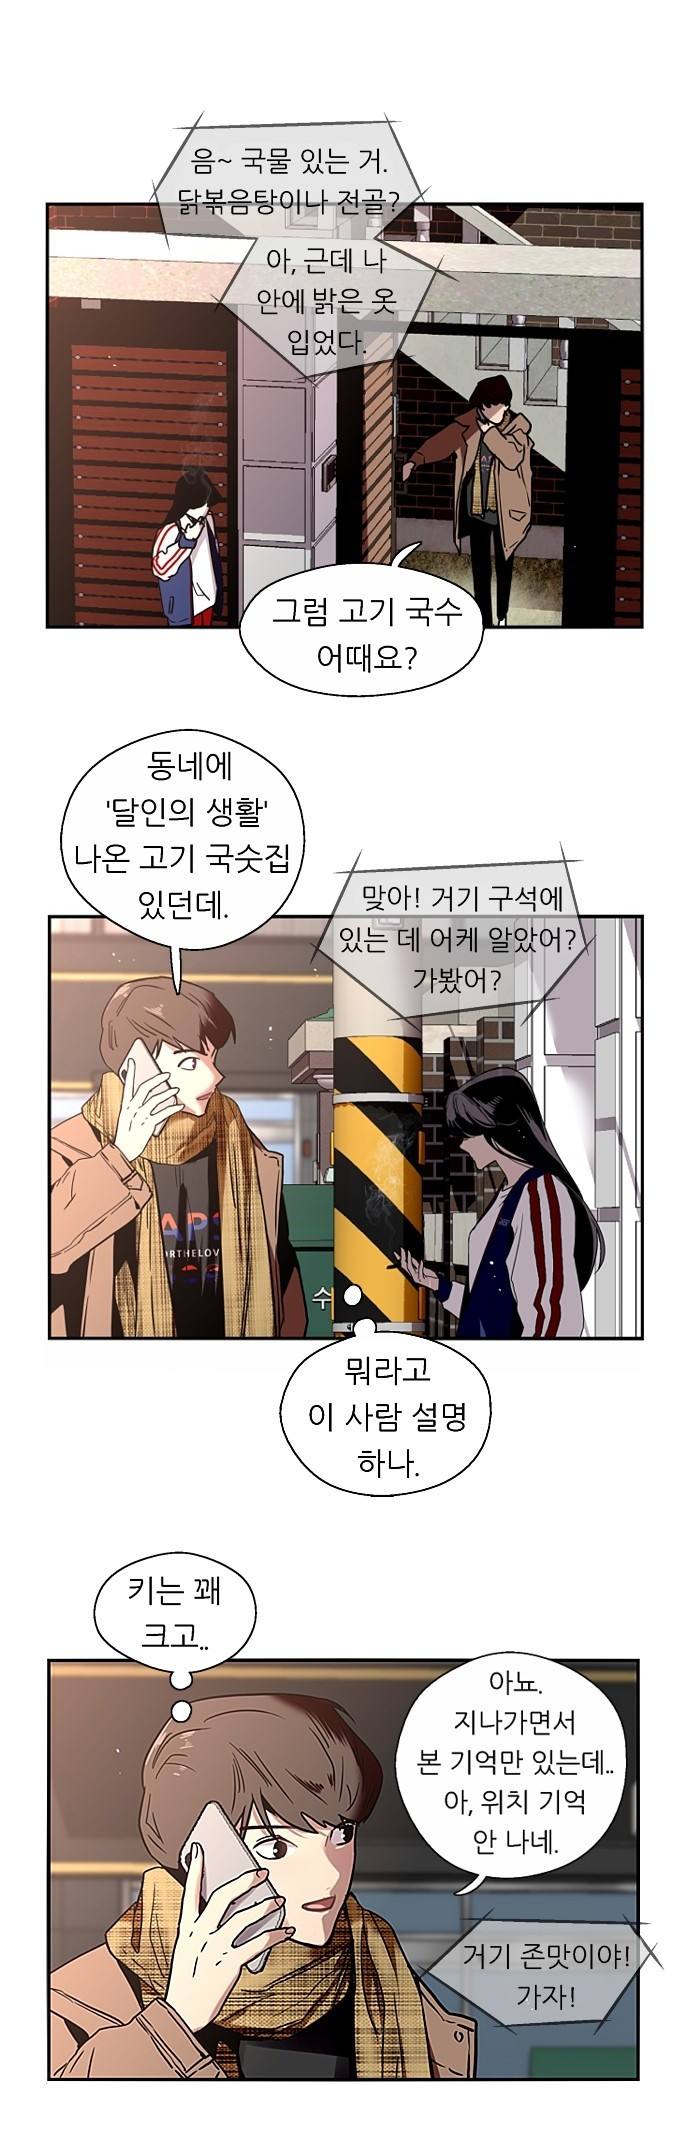 음~ 국물 있는 거.
닭볶음탕이나 전골?
아, 근데 나
안에 밝은 옷
입었다.
그럼 고기 국수
어때요?
동네에
'달인의 생활'
나온 고기 국숫집
있던데.
맞아! 거기 구석에
있는 데 어케 알았어?
가봤어?
APS
ORTHELOV
수
뭐라고
이 사람 설명
하나.
키는 꽤
크고..
아뇨.
지나가면서
본 기억만 있는데..
아, 위치 기억
안 나네.
거기 존맛이야!
가자!